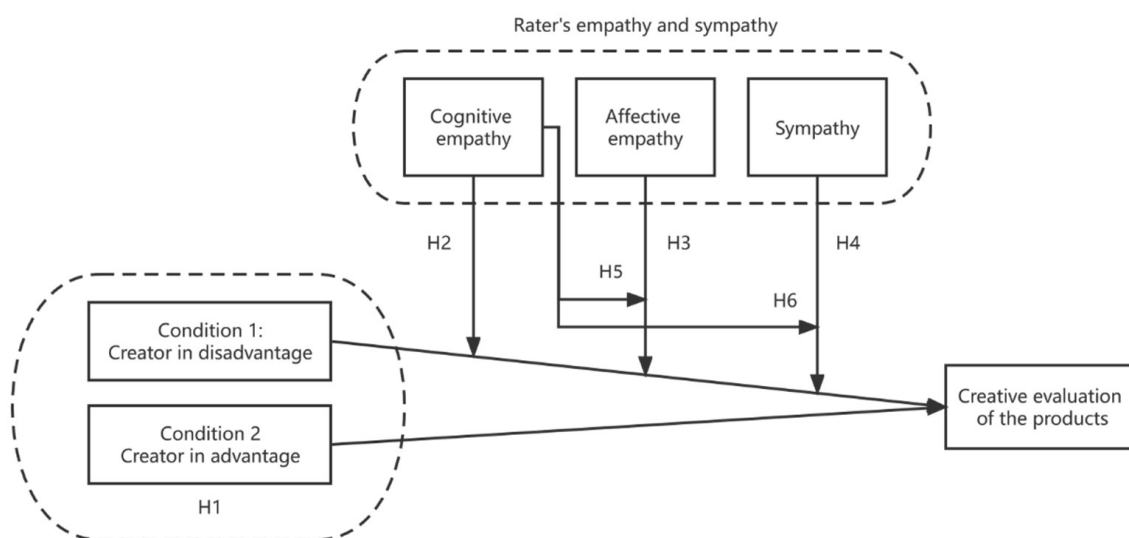 Rater's empathy and sympathy
Cognitive
empathy
Affective
empathy
Sympathy
H2
H3
H4
H5
H6
Condition 1:
Creator in disadvantage
Condition 2
Creator in advantage
H1
Creative evaluation
of the products